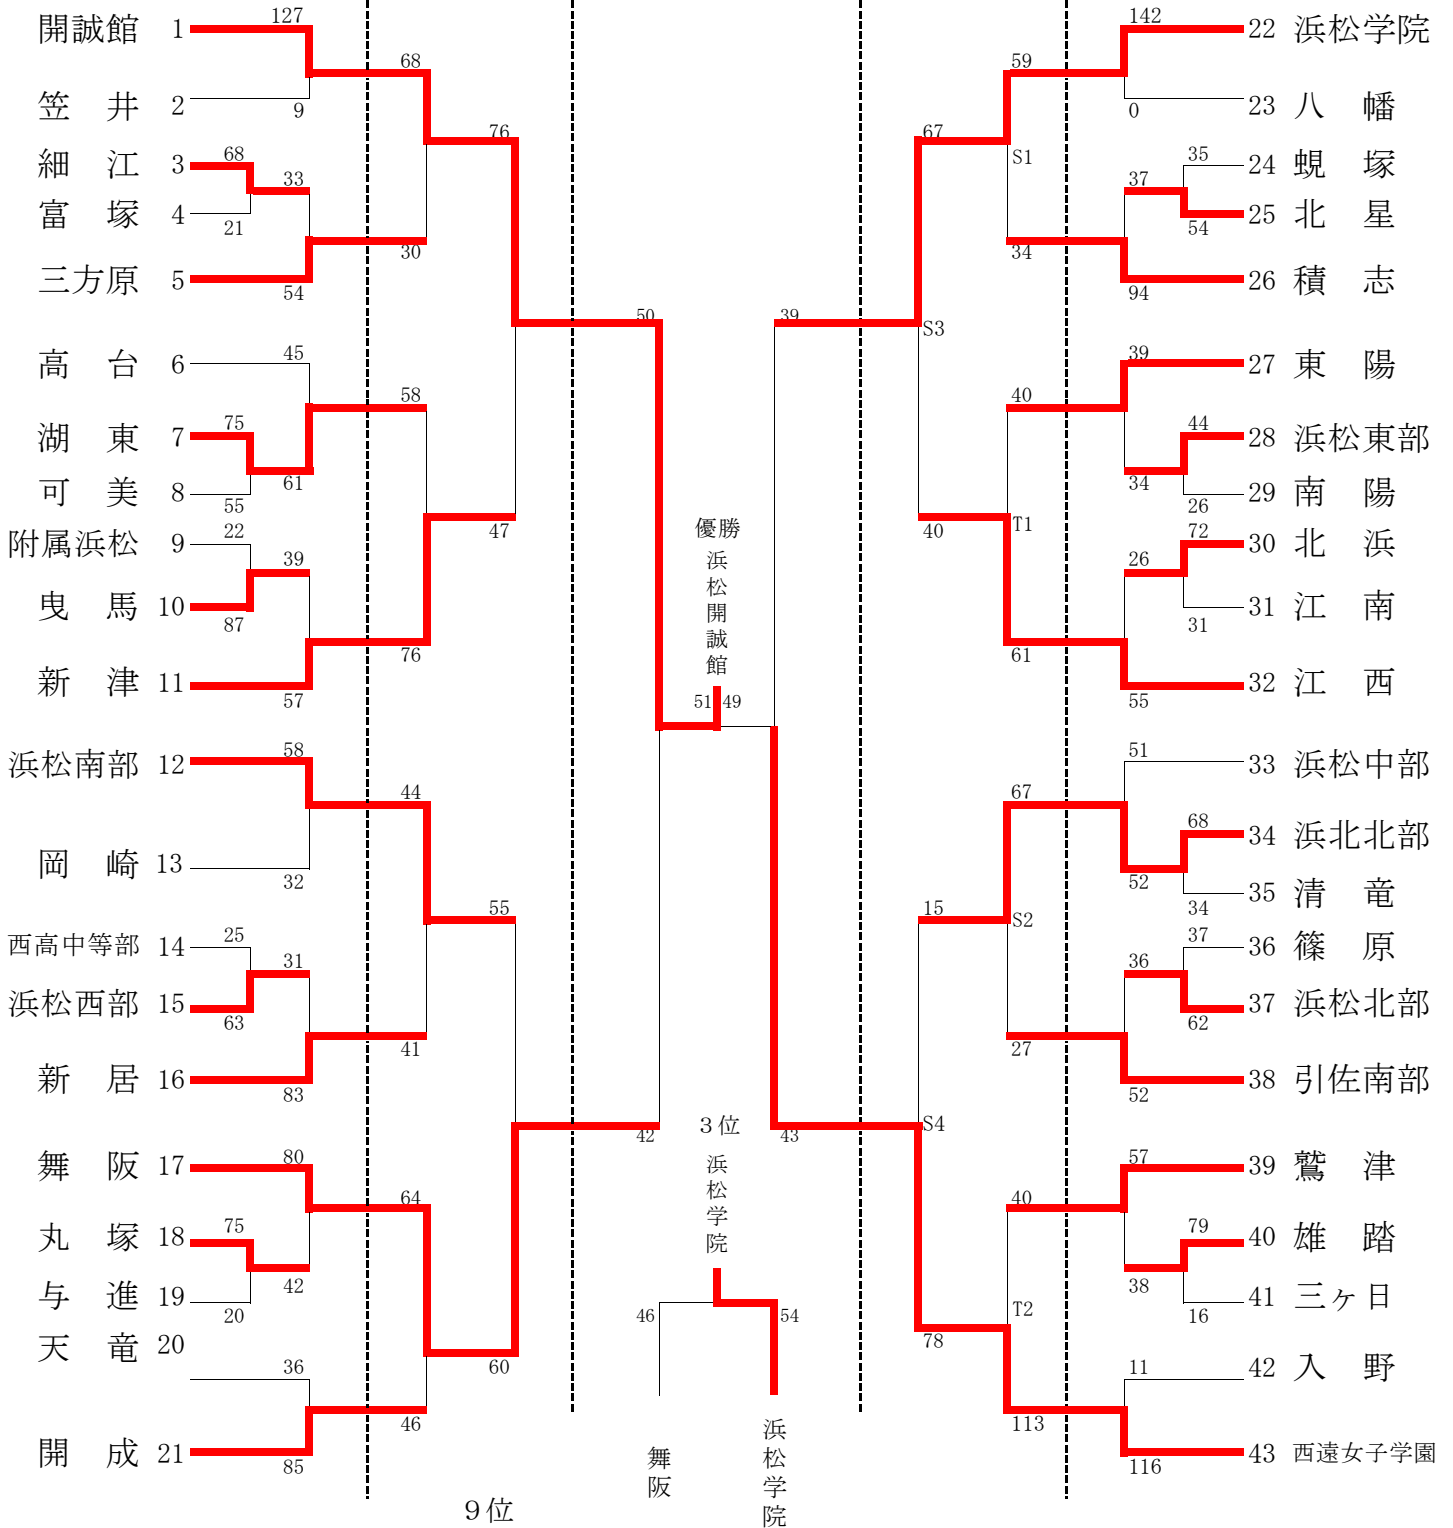 開誠館 1
127
笠井 2
9
68
細江 3
68
33
富塚 4
21
三方原 5
54
30
76
高台 6
45
58
湖東 7
75
61
可美 8
55
附属浜松 9
22
39
曳馬 10
87
新津 11
57
76
47
50
浜松南部 12
58
44
岡崎 13
32
55
西高中等部 14
25
31
浜松西部 15
63
新居 16
83
41
舞阪 17
80
64
丸塚 18
75
42
与進 19
20
天竜 20
36
開成 21
85
46
60
42
9位
優勝
浜松開誠館
51 49
3位
浜松学院
46 54
舞阪
浜松学院
142
22 浜松学院
0
23 八幡
59
S1
67
35
24 蜆塚
37
25 北星
54
34
26 積志
94
39
S3
39
27 東陽
40
44
28 浜松東部
34
29 南陽
26
T1
40
72
30 北浜
26
31 江南
31
61
32 江西
55
51
33 浜松中部
67
68
34 浜北北部
52
35 清竜
34
15
S2
37
36 篠原
36
37 浜松北部
62
27
38 引佐南部
52
43
S4
57
39 鷲津
40
79
40 雄踏
38
41 三ヶ日
16
T2
78
11
42 入野
113
43 西遠女子学園
116